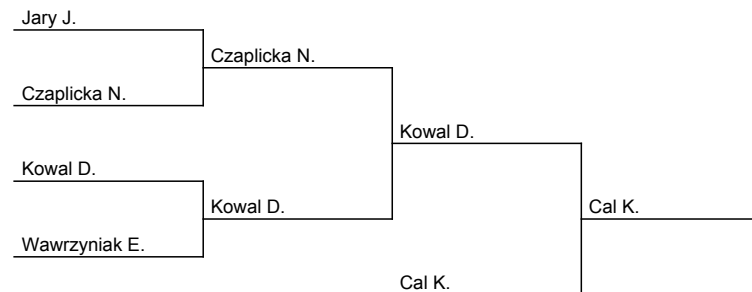 Jary J.
Czaplicka N.
Czaplicka N.
Kowal D.
Kowal D.
Cal K.
Kowal D.
Wawrzyniak E.
Cal K.